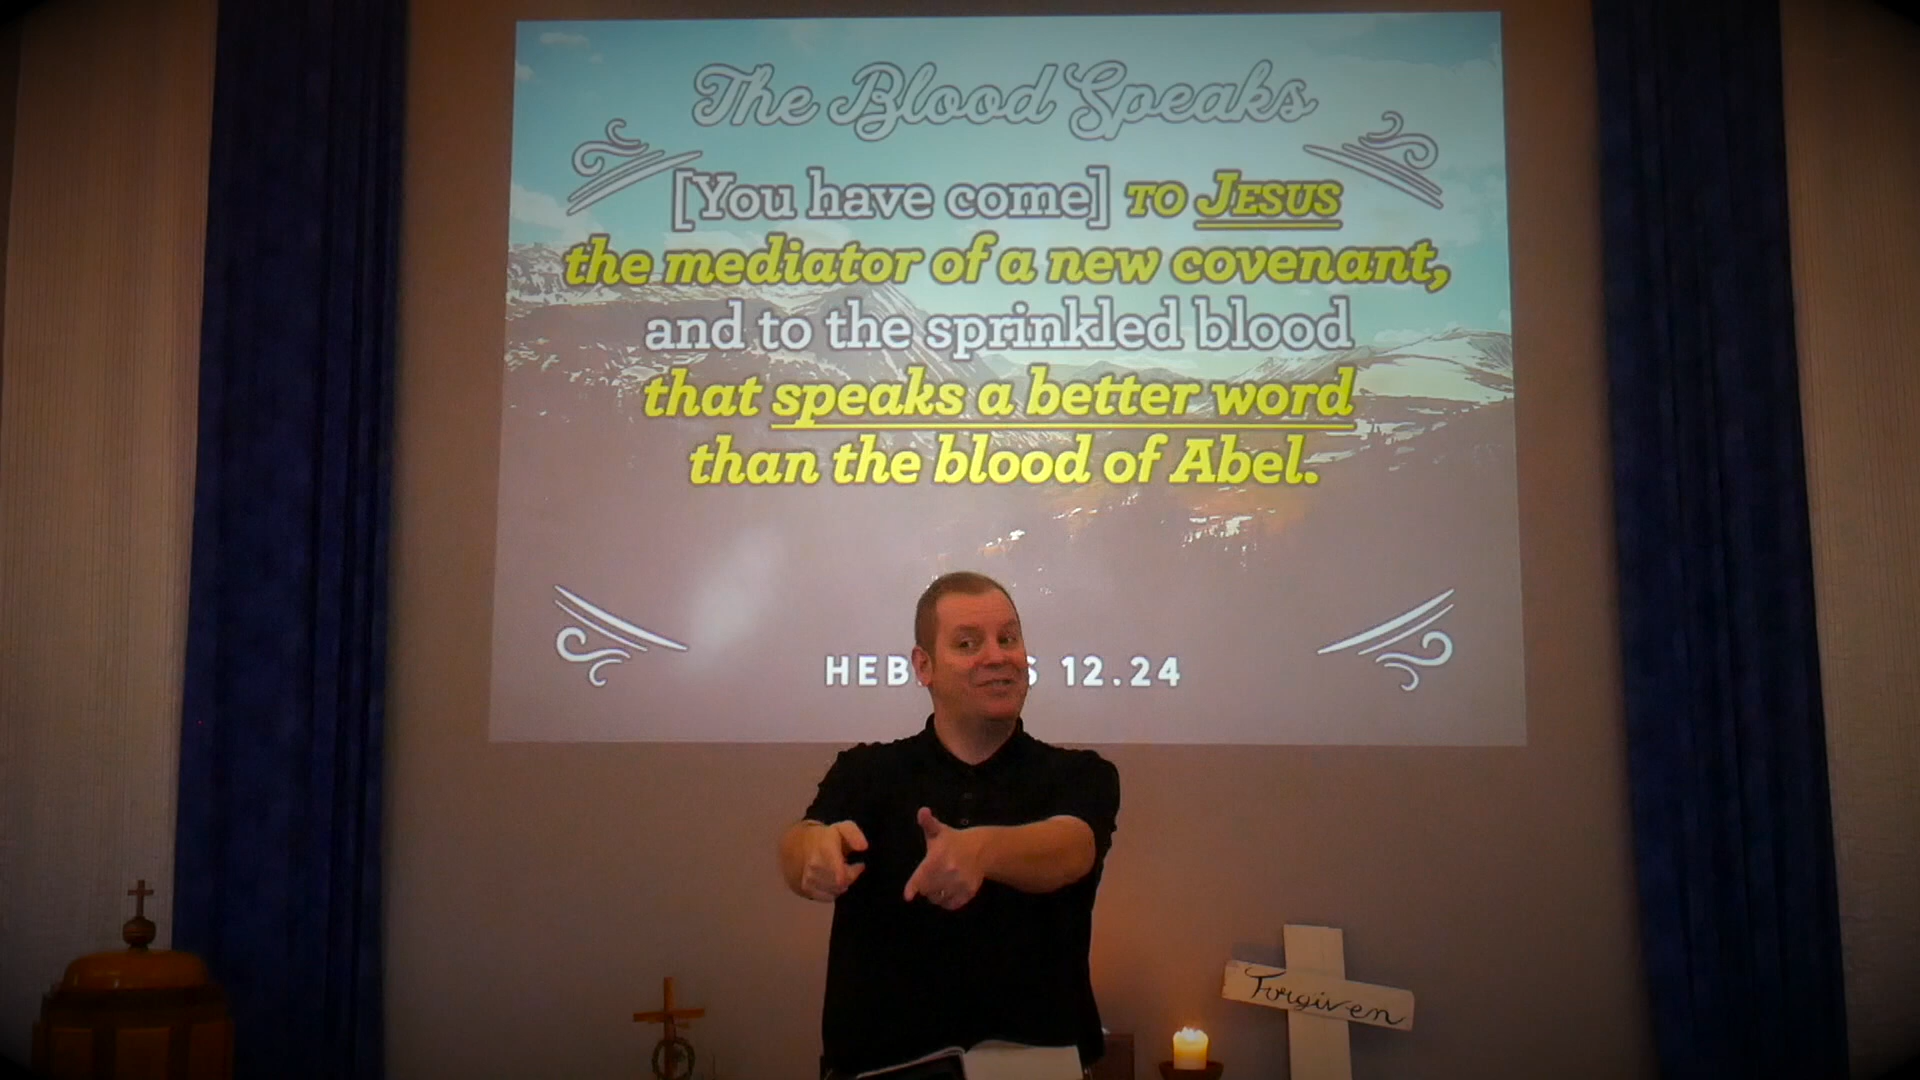 The Blood Speaks
[You have come] TO JESUS
the mediator of a new covenant,
and to the sprinkled blood
that speaks a better word
than the blood of Abel.
12.24
Forgiven